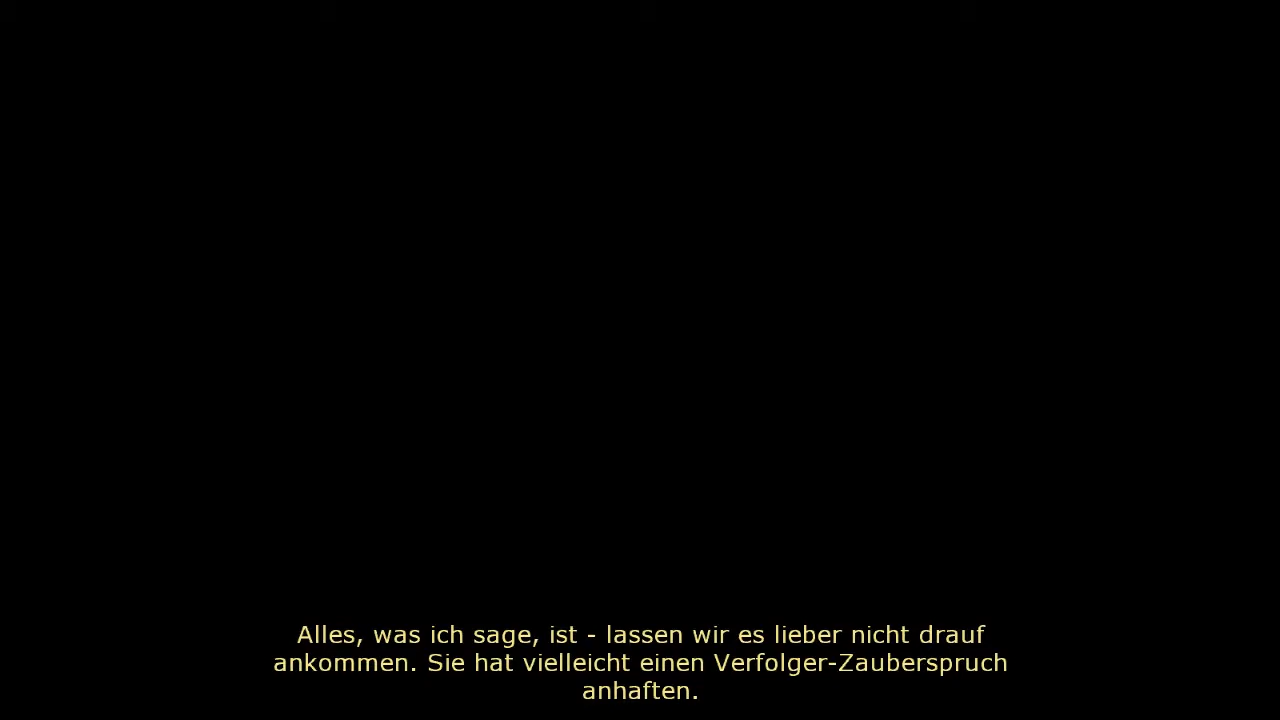 Alles, was ich sage, ist - lassen wir es lieber nicht drauf
ankommen. Sie hat vielleicht einen Verfolger-Zauberspruch
anhaften.